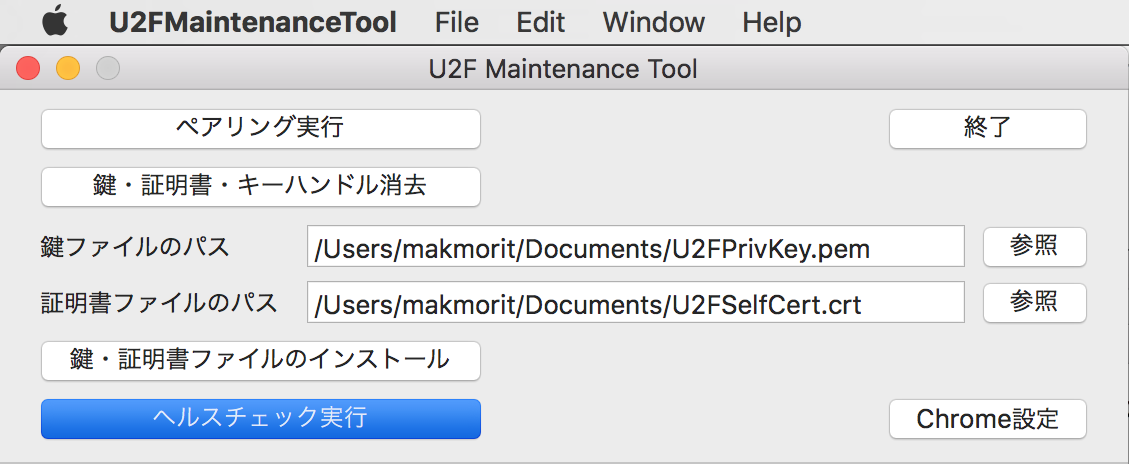 U2FMaintenanceTool File Edit Window Help
U2F Maintenance Tool
ペアリング実行 終了
鍵・証明書・キーハンドル消去
鍵ファイルのパス /Users/makmorit/Documents/U2FPrivKey.pem 参照
証明書ファイルのパス /Users/makmorit/Documents/U2FSelfCert.crt 参照
鍵・証明書ファイルのインストール
ヘルスチェック実行 Chrome設定